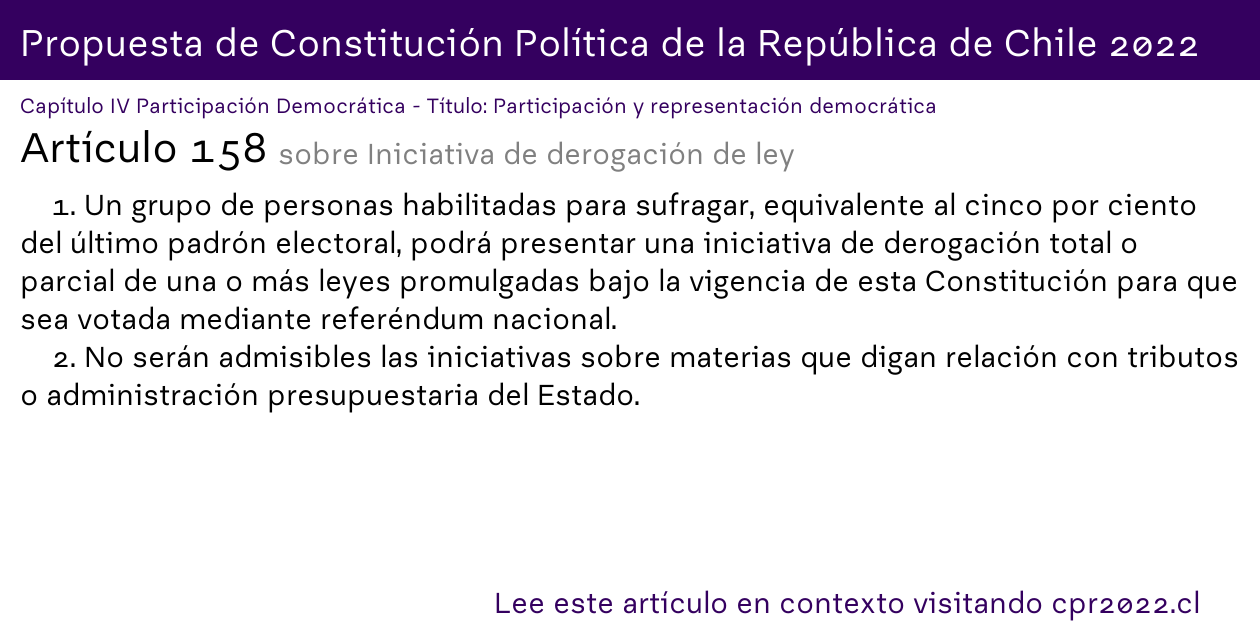 Propuesta de Constitución Política de la República de Chile 2022
Capítulo IV Participación Democrática - Título: Participación y representación democrática
Artículo 158 sobre Iniciativa de derogación de ley
1. Un grupo de personas habilitadas para sufragar, equivalente al cinco por ciento
del último padrón electoral, podrá presentar una iniciativa de derogación total o
parcial de una o más leyes promulgadas bajo la vigencia de esta Constitución para que
sea votada mediante referéndum nacional.
2. No serán admisibles las iniciativas sobre materias que digan relación con tributos
o administración presupuestaria del Estado.
Lee este artículo en contexto visitando cpr2022.cl